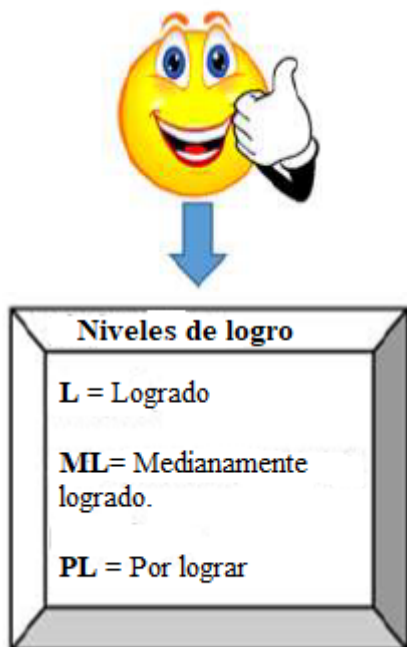 Niveles de logro
L = Logrado
ML= Medianamente
logrado.
PL = Por lograr